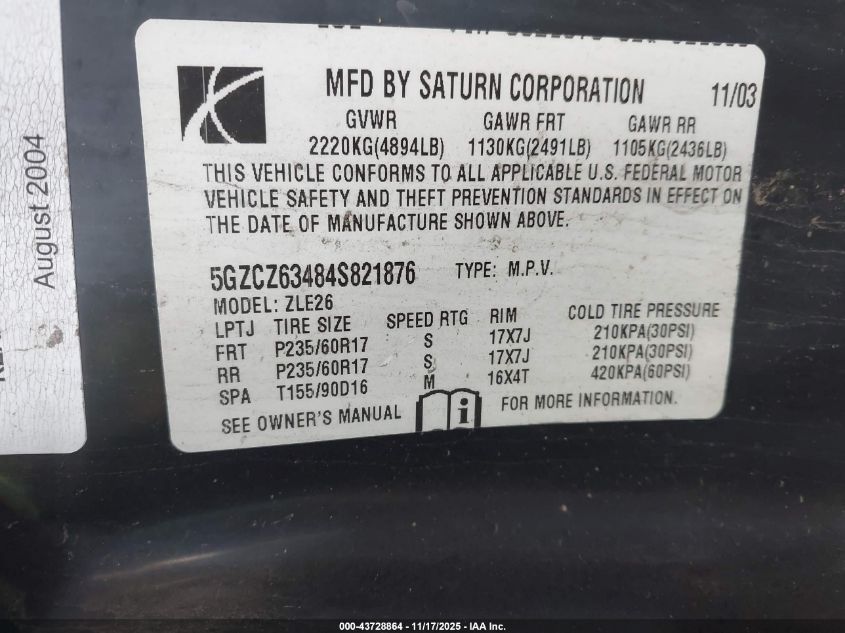 MFD BY SATURN CORPORATION 11/03
GVWR GAWR FRT GAWR RR
2220KG(4894LB) 1130KG(2491LB) 1105KG(2436LB)
THIS VEHICLE CONFORMS TO ALL APPLICABLE U.S. FEDERAL MOTOR
VEHICLE SAFETY AND THEFT PREVENTION STANDARDS IN EFFECT ON
THE DATE OF MANUFACTURE SHOWN ABOVE.
5GZCZ63484S821876 TYPE: M.P.V.
MODEL: ZLE26
LPTJ TIRE SIZE SPEED RTG RIM COLD TIRE PRESSURE
FRT P235/60R17 S 17X7J 210KPA(30PSI)
RR P235/60R17 S 17X7J 210KPA(30PSI)
SPA T155/90D16 M 16X4T 420KPA(60PSI)
SEE OWNER'S MANUAL i FOR MORE INFORMATION.
August 2004
000-43728864 - 11/17/2025 - IAA Inc.